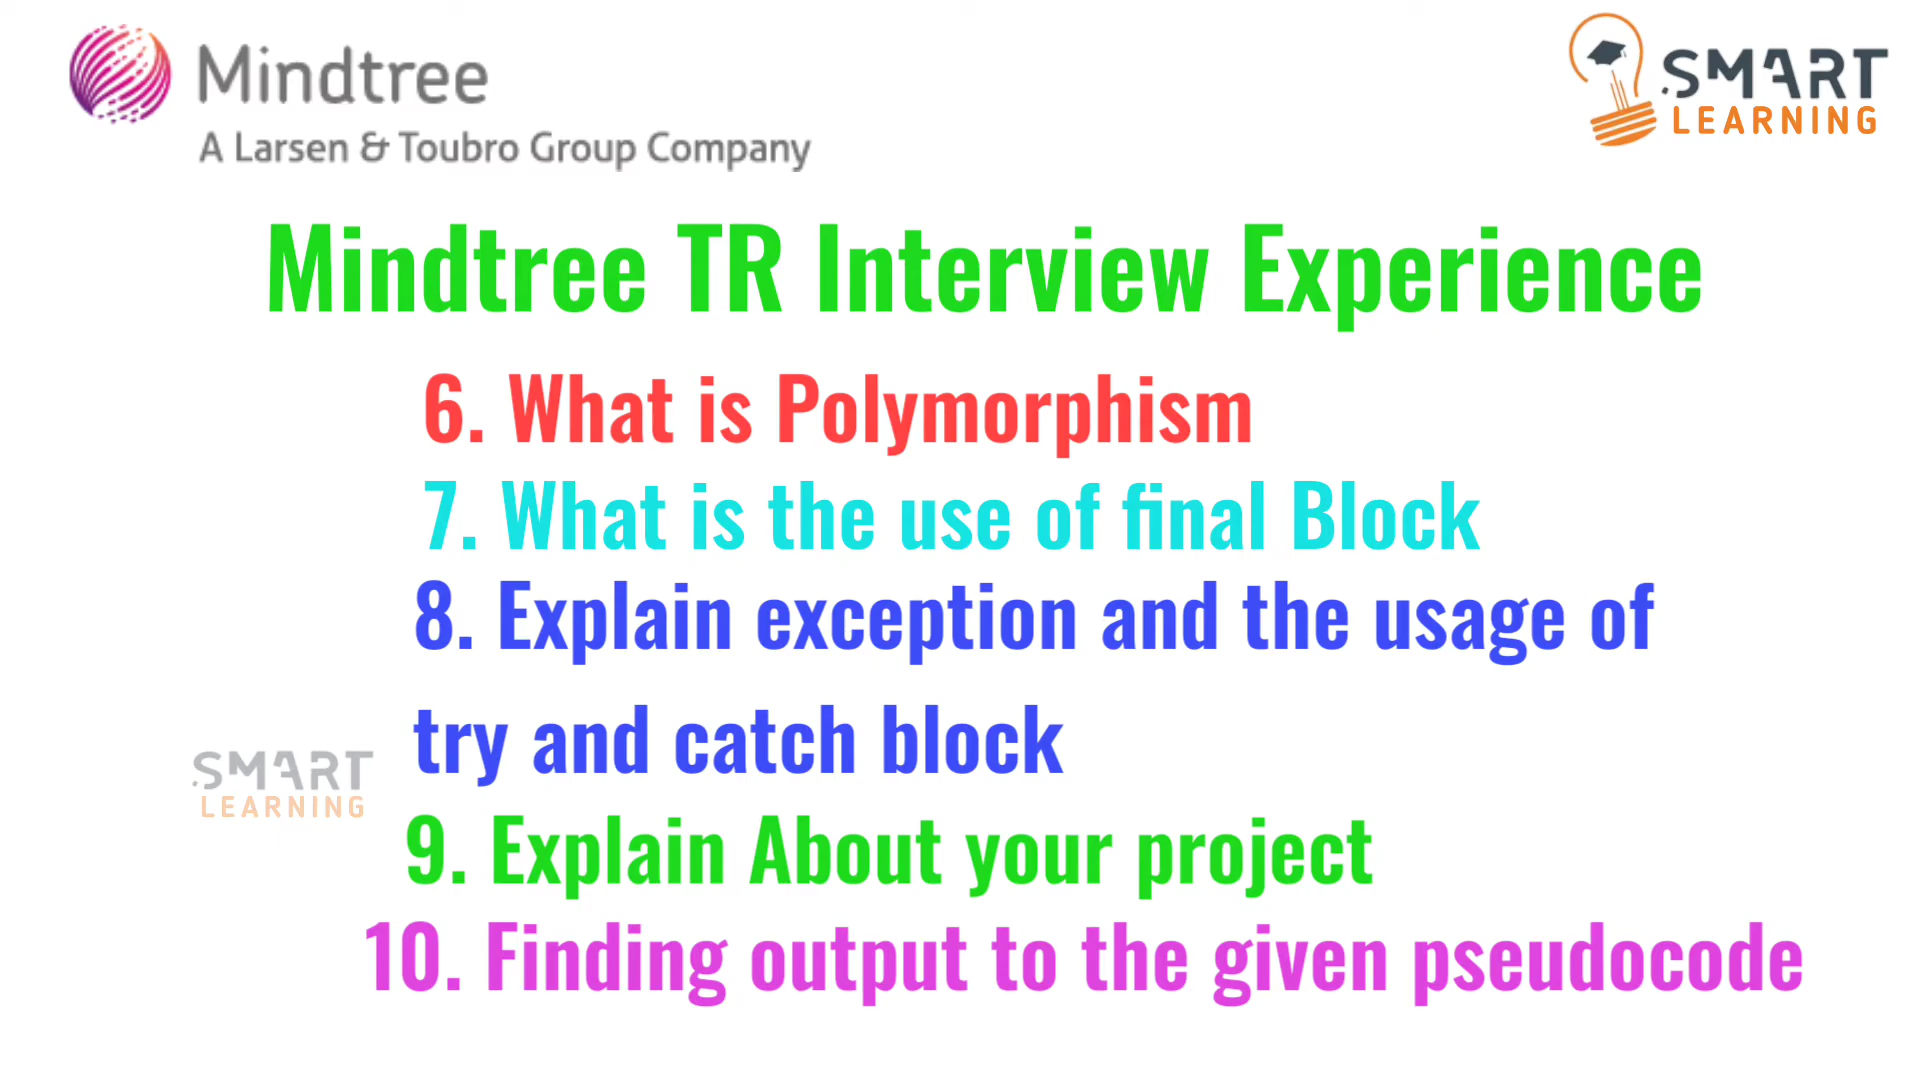 Mindtree
A Larsen & Toubro Group Company
SMART
LEARNING
Mindtree TR Interview Experience
6. What is Polymorphism
7. What is the use of final Block
8. Explain exception and the usage of
try and catch block
SMART
LEARNING
9. Explain About your project
10. Finding output to the given pseudocode